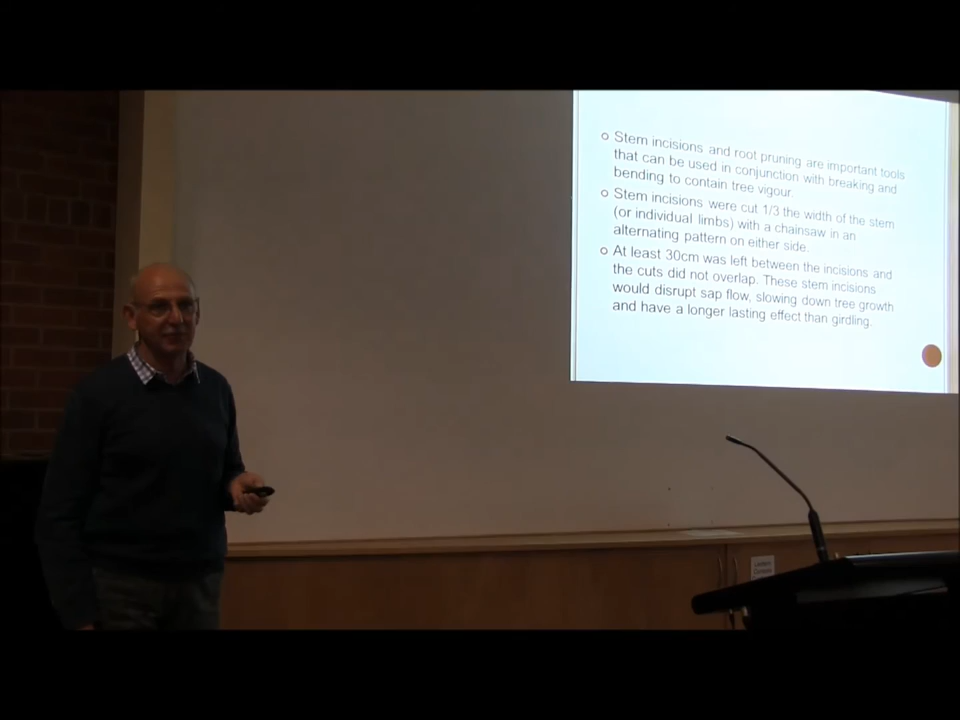 Stem incisions and root pruning are important tools
that can be used in conjunction with breaking and
bending to contain tree vigour.
Stem incisions were cut 1/3 the width of the stem
(or individual limbs) with a chainsaw in an
alternating pattern on either side.
At least 30cm was left between the incisions and
the cuts did not overlap. These stem incisions
would disrupt sap flow, slowing down tree growth
and have a longer lasting effect than girdling.